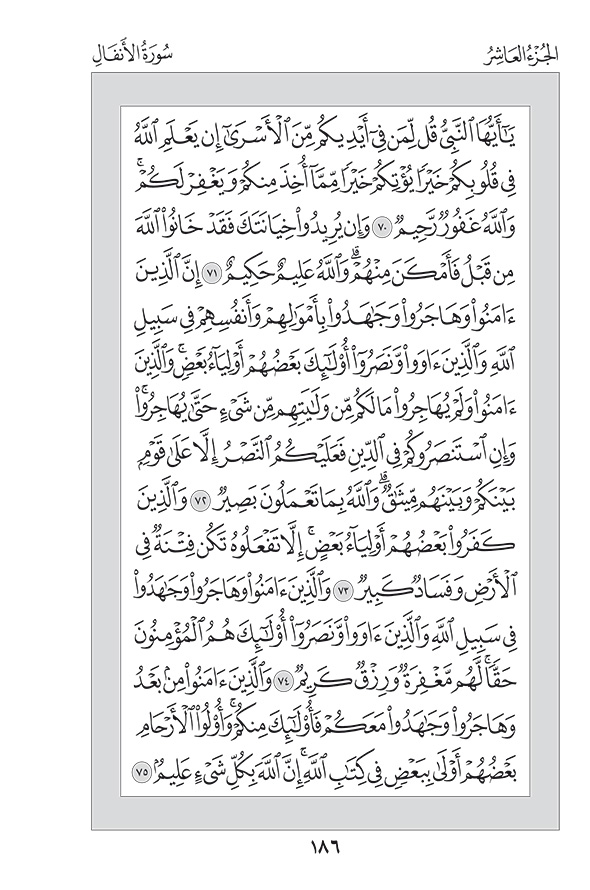 الجُزْءُ العَاشِرُ
سُورَةُ الأَنفَالِ
يَٰٓأَيُّهَا ٱلنَّبِيُّ قُل لِّمَن فِيٓ أَيۡدِيكُم مِّنَ ٱلۡأَسۡرَىٰٓ إِن يَعۡلَمِ ٱللَّهُ
فِي قُلُوبِكُمۡ خَيۡرٗا يُؤۡتِكُمۡ خَيۡرٗا مِّمَّآ أُخِذَ مِنكُمۡ وَيَغۡفِرۡ لَكُمۡۚ
وَٱللَّهُ غَفُورٞ رَّحِيمٞ ٧٠ وَإِن يُرِيدُواْ خِيَانَتَكَ فَقَدۡ خَانُواْ ٱللَّهَ
مِن قَبۡلُ فَأَمۡكَنَ مِنۡهُمۡۗ وَٱللَّهُ عَلِيمٌ حَكِيمٌ ٧١ إِنَّ ٱلَّذِينَ
ءَامَنُواْ وَهَاجَرُواْ وَجَٰهَدُواْ بِأَمۡوَٰلِهِمۡ وَأَنفُسِهِمۡ فِي سَبِيلِ
ٱللَّهِ وَٱلَّذِينَ ءَاوَواْ وَّنَصَرُوٓاْ أُوْلَٰٓئِكَ بَعۡضُهُمۡ أَوۡلِيَآءُ بَعۡضٖۚ وَٱلَّذِينَ
ءَامَنُواْ وَلَمۡ يُهَاجِرُواْ مَا لَكُم مِّن وَلَٰيَتِهِم مِّن شَيۡءٍ حَتَّىٰ يُهَاجِرُواْۚ
وَإِنِ ٱسۡتَنصَرُوكُمۡ فِي ٱلدِّينِ فَعَلَيۡكُمُ ٱلنَّصۡرُ إِلَّا عَلَىٰ قَوۡمِۭ
بَيۡنَكُمۡ وَبَيۡنَهُم مِّيثَٰقٞۗ وَٱللَّهُ بِمَا تَعۡمَلُونَ بَصِيرٞ ٧٢ وَٱلَّذِينَ
كَفَرُواْ بَعۡضُهُمۡ أَوۡلِيَآءُ بَعۡضٍۚ إِلَّا تَفۡعَلُوهُ تَكُن فِتۡنَةٞ فِي
ٱلۡأَرۡضِ وَفَسَادٞ كَبِيرٞ ٧٣ وَٱلَّذِينَ ءَامَنُواْ وَهَاجَرُواْ وَجَٰهَدُواْ
فِي سَبِيلِ ٱللَّهِ وَٱلَّذِينَ ءَاوَواْ وَّنَصَرُوٓاْ أُوْلَٰٓئِكَ هُمُ ٱلۡمُؤۡمِنُونَ
حَقّٗاۚ لَّهُم مَّغۡفِرَةٞ وَرِزۡقٞ كَرِيمٞ ٧٤ وَٱلَّذِينَ ءَامَنُواْ مِنۢ بَعۡدُ
وَهَاجَرُواْ وَجَٰهَدُواْ مَعَكُمۡ فَأُوْلَٰٓئِكَ مِنكُمۡۚ وَأُوْلُواْ ٱلۡأَرۡحَامِ
بَعۡضُهُمۡ أَوۡلَىٰ بِبَعۡضٖ فِي كِتَٰبِ ٱللَّهِۚ إِنَّ ٱللَّهَ بِكُلِّ شَيۡءٍ عَلِيمُۢ ٧٥
١٨٦